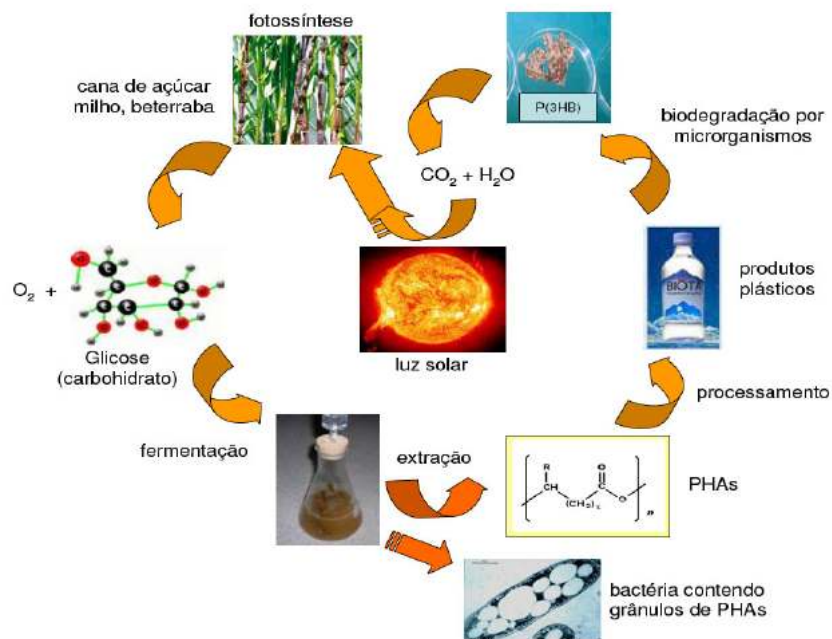 fotossíntese
cana de açúcar
milho, beterraba
P(3HB)
biodegradação por
microrganismos
CO₂ + H₂O
O₂ +
Glicose
(carbohidrato)
luz solar
BIOTA
produtos
plásticos
processamento
fermentação
extração
R
CH
(CH₂)ₓ
C
O
O
n
PHAs
bactéria contendo
grânulos de PHAs